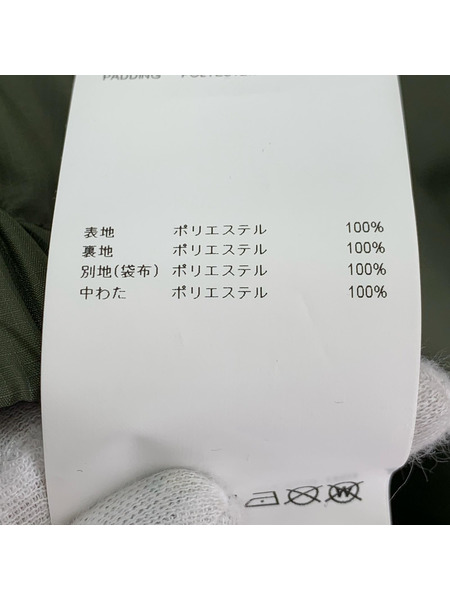 PADDING POLYESTE
表地 ポリエステル 100%
裏地 ポリエステル 100%
別地(袋布) ポリエステル 100%
中わた ポリエステル 100%